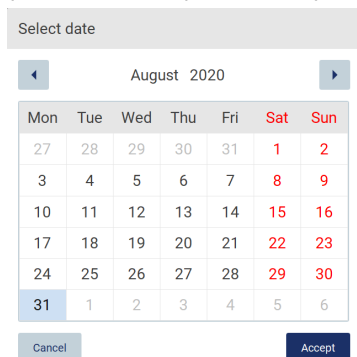 Select date
August 2020
Mon Tue Wed Thu Fri Sat Sun
27 28 29 30 31 1 2
3 4 5 6 7 8 9
10 11 12 13 14 15 16
17 18 19 20 21 22 23
24 25 26 27 28 29 30
31 1 2 3 4 5 6
Cancel Accept